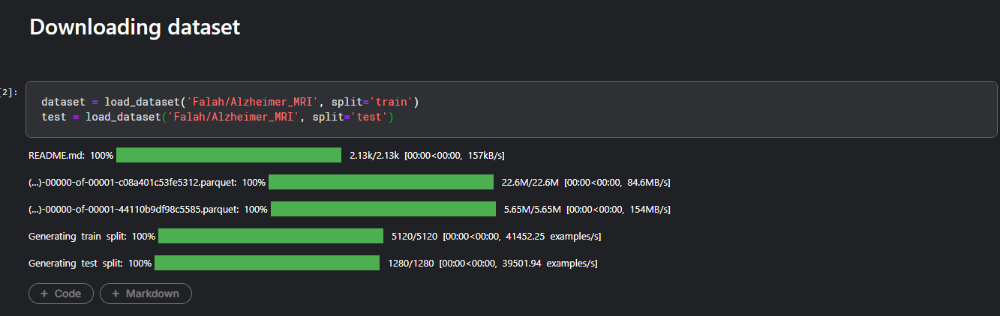 Downloading dataset
[2]:
dataset = load_dataset('Falah/Alzheimer_MRI', split='train')
test = load_dataset('Falah/Alzheimer_MRI', split='test')
README.md: 100% 2.13k/2.13k [00:00<00:00, 157kB/s]
(...)-00000-of-00001-c08a401c53fe5312.parquet: 100% 22.6M/22.6M [00:00<00:00, 84.6MB/s]
(...)-00000-of-00001-44110b9df98c5585.parquet: 100% 5.65M/5.65M [00:00<00:00, 154MB/s]
Generating train split: 100% 5120/5120 [00:00<00:00, 41452.25 examples/s]
Generating test split: 100% 1280/1280 [00:00<00:00, 39501.94 examples/s]
+ Code + Markdown